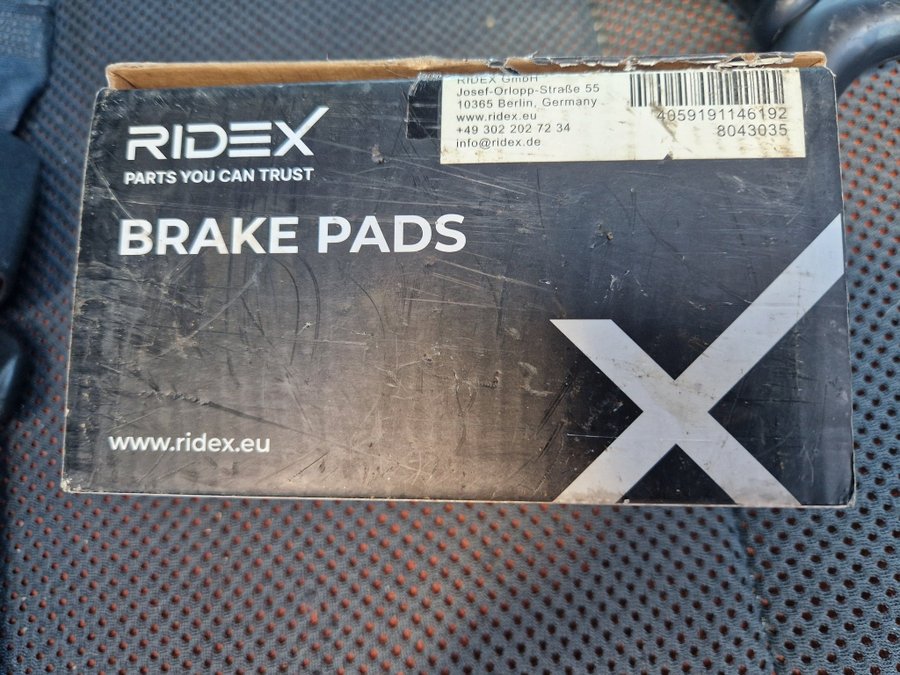 RIDEX
PARTS YOU CAN TRUST
BRAKE PADS
www.ridex.eu
RIDEX GmbH
Josef-Orlopp-Straße 55
10365 Berlin, Germany
www.ridex.eu
+49 302 202 72 34
info@ridex.de
4059191146192
8043035